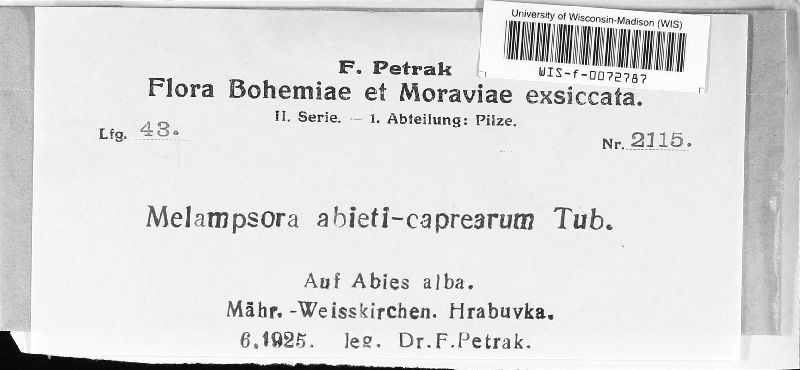 University of Wisconsin-Madison (WIS)
WIS-f-0072787
F. Petrak
Flora Bohemiae et Moraviae exsiccata.
II. Serie. — 1. Abteilung: Pilze.
Lfg. 43.
Nr. 2115.
Melampsora abieti-caprearum Tub.
Auf Abies alba.
Mähr.-Weisskirchen. Hrabuvka.
6.1925. leg. Dr.F.Petrak.